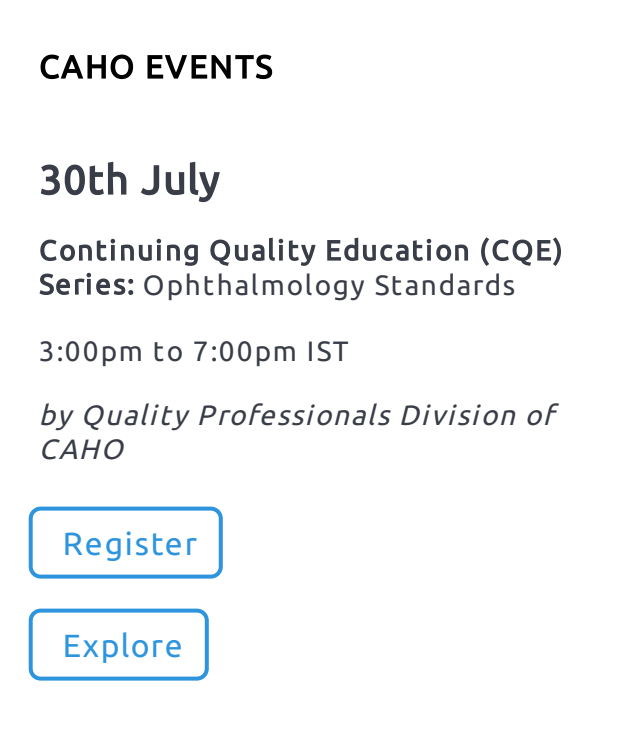 CAHO EVENTS
30th July
Continuing Quality Education (CQE)
Series: Ophthalmology Standards
3:00pm to 7:00pm IST
by Quality Professionals Division of
CAHO
Register
Explore